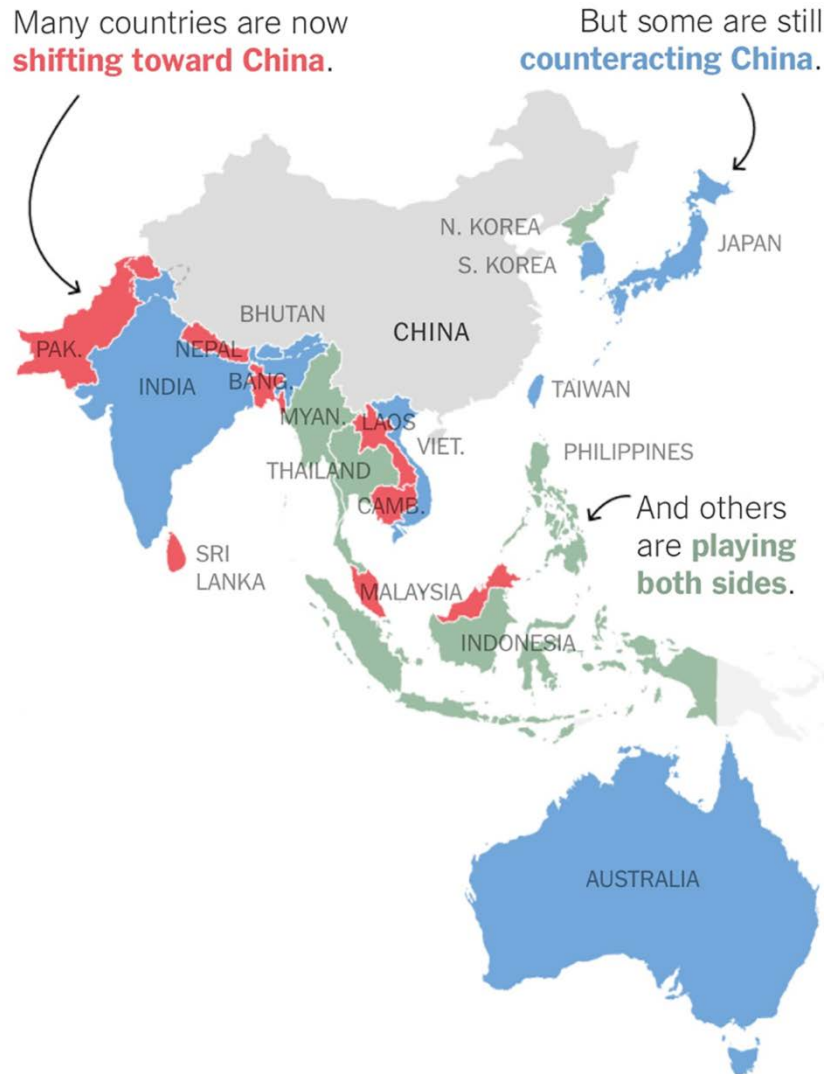 Many countries are now
shifting toward China.
But some are still
counteracting China.
N. KOREA
S. KOREA
JAPAN
BHUTAN
CHINA
PAK.
NEPAL
INDIA
BANG.
TAIWAN
MYAN.
LAOS
VIET.
PHILIPPINES
THAILAND
CAMB.
And others
are playing
both sides.
SRI
LANKA
MALAYSIA
INDONESIA
AUSTRALIA